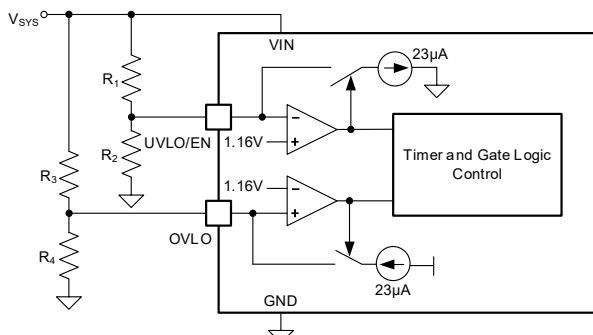 VSYS
VIN
23μA
R1
UVLO/EN
1.16V
R2
Timer and Gate Logic
Control
R3
1.16V
OVLO
R4
23μA
GND